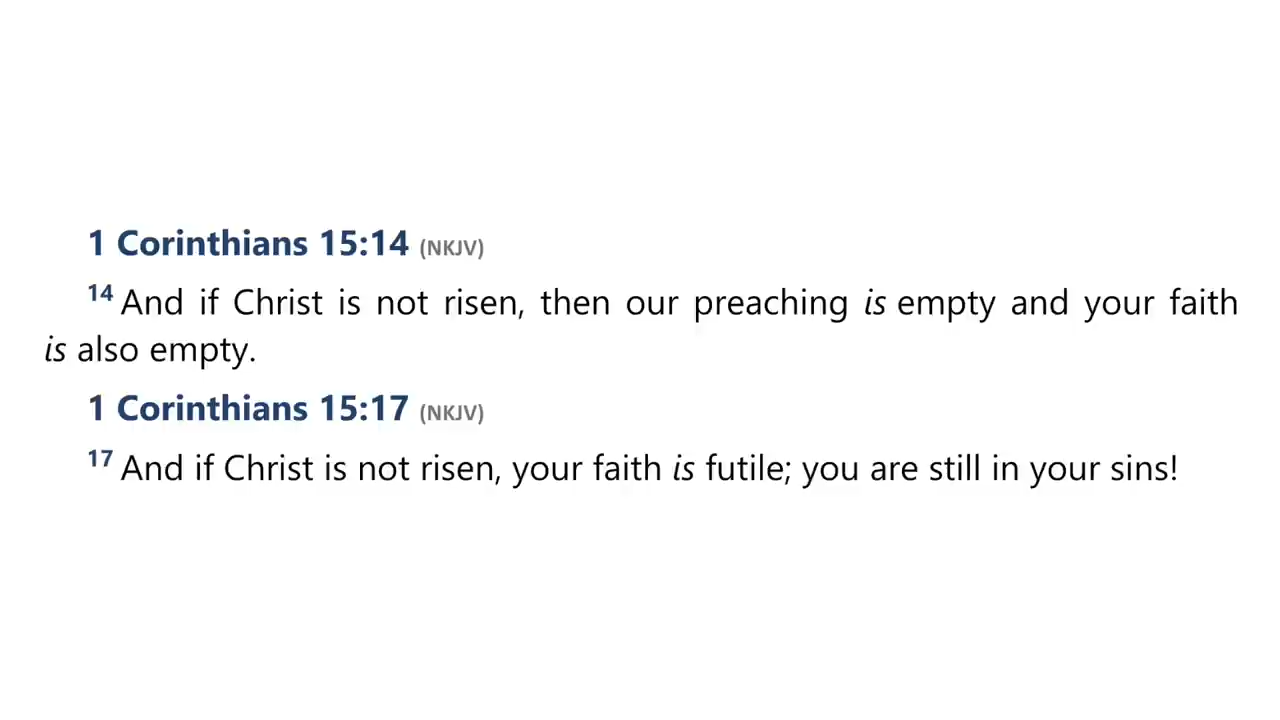 1 Corinthians 15:14 (NKJV)
14 And if Christ is not risen, then our preaching is empty and your faith
is also empty.
1 Corinthians 15:17 (NKJV)
17 And if Christ is not risen, your faith is futile; you are still in your sins!